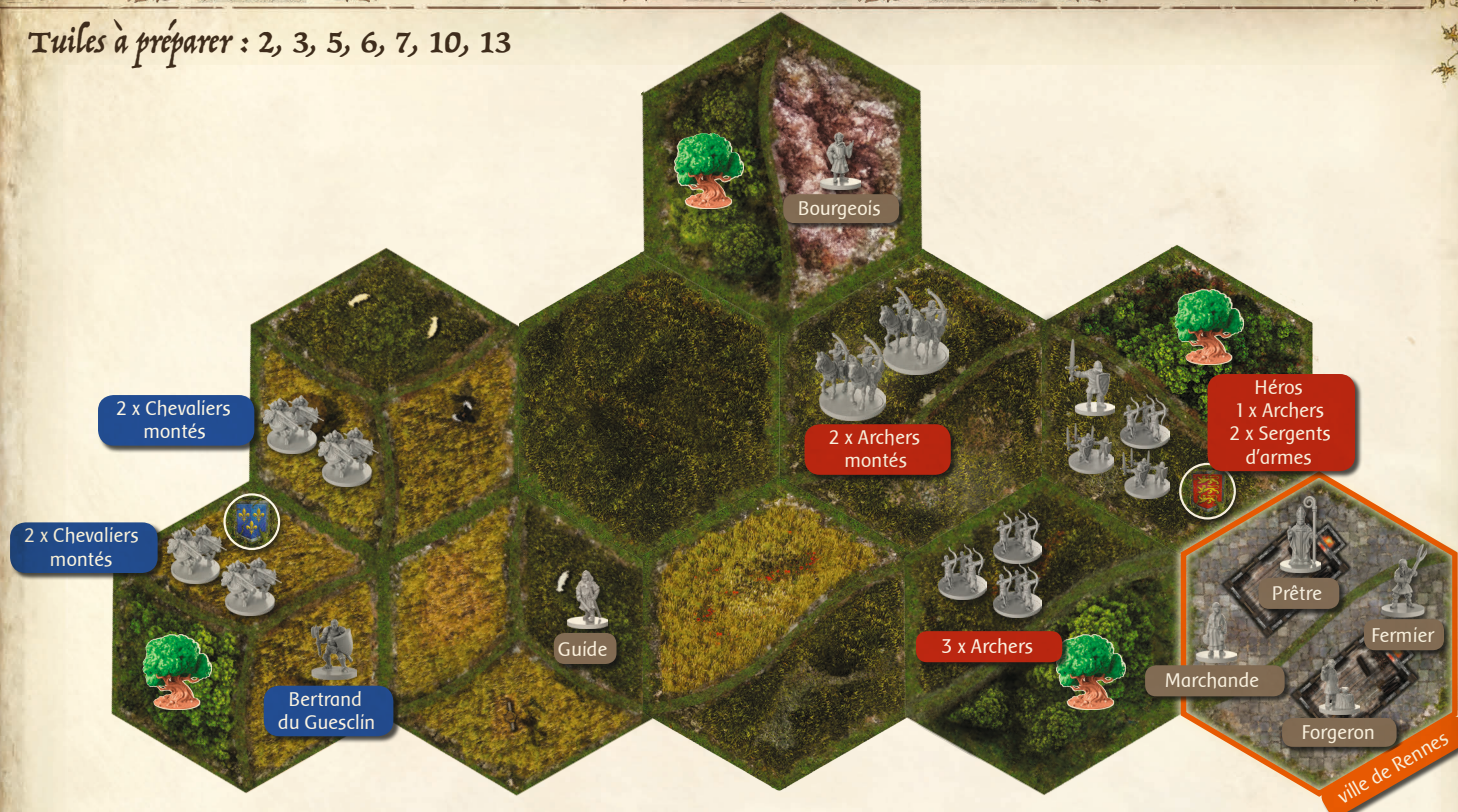 Tuiles à préparer : 2, 3, 5, 6, 7, 10, 13
Bourgeois
2 x Chevaliers
montés
2 x Archers
montés
Héros
1 x Archers
2 x Sergents
d'armes
2 x Chevaliers
montés
Guide
3 x Archers
Bertrand
du Guesclin
Prêtre
Fermier
Marchande
Forgeron
ville de Rennes